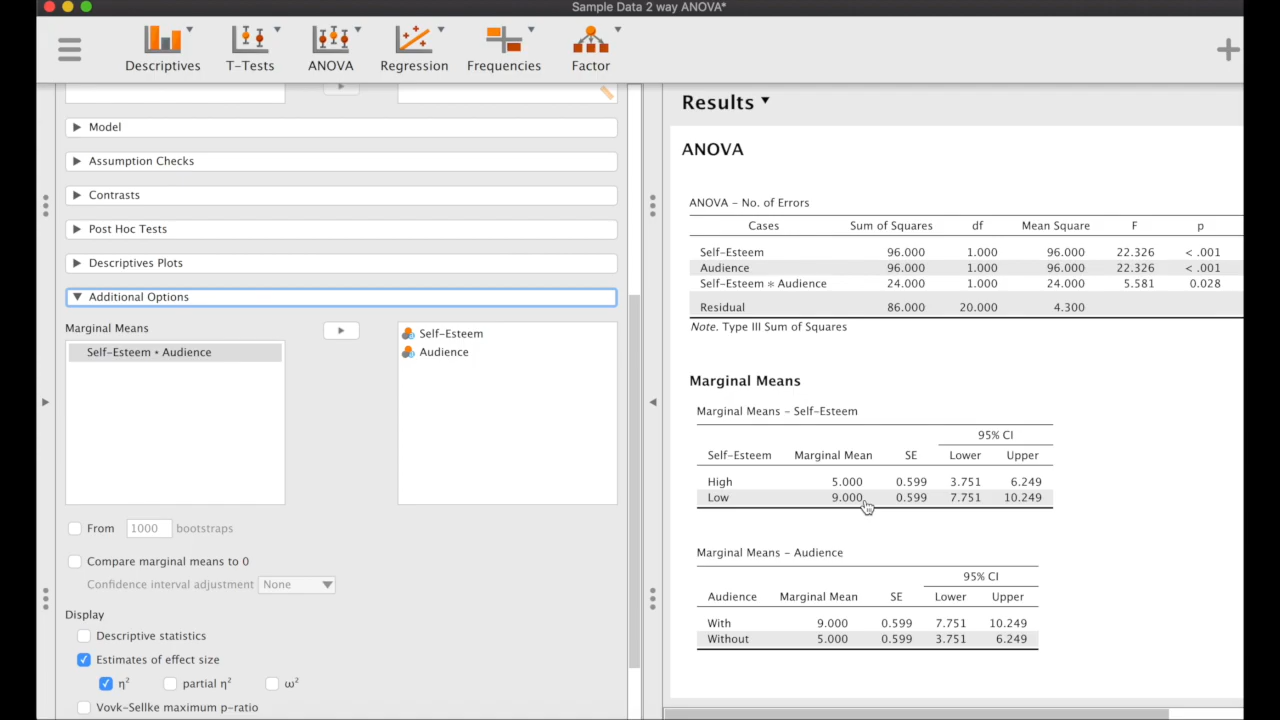 Sample Data 2 way ANOVA*
Descriptives T-Tests ANOVA Regression Frequencies Factor
Model
Assumption Checks
Contrasts
Post Hoc Tests
Descriptives Plots
Additional Options
Marginal Means
Self-Esteem * Audience
Self-Esteem
Audience
From 1000 bootstraps
Compare marginal means to 0
Confidence interval adjustment None
Display
Descriptive statistics
Estimates of effect size
η² partial η² ω²
Vovk-Sellke maximum p-ratio
Results
ANOVA
ANOVA - No. of Errors
Cases Sum of Squares df Mean Square F p
Self-Esteem 96.000 1.000 96.000 22.326 < .001
Audience 96.000 1.000 96.000 22.326 < .001
Self-Esteem * Audience 24.000 1.000 24.000 5.581 0.028
Residual 86.000 20.000 4.300
Note. Type III Sum of Squares
Marginal Means
Marginal Means - Self-Esteem
95% CI
Self-Esteem Marginal Mean SE Lower Upper
High 5.000 0.599 3.751 6.249
Low 9.000 0.599 7.751 10.249
Marginal Means - Audience
95% CI
Audience Marginal Mean SE Lower Upper
With 9.000 0.599 7.751 10.249
Without 5.000 0.599 3.751 6.249